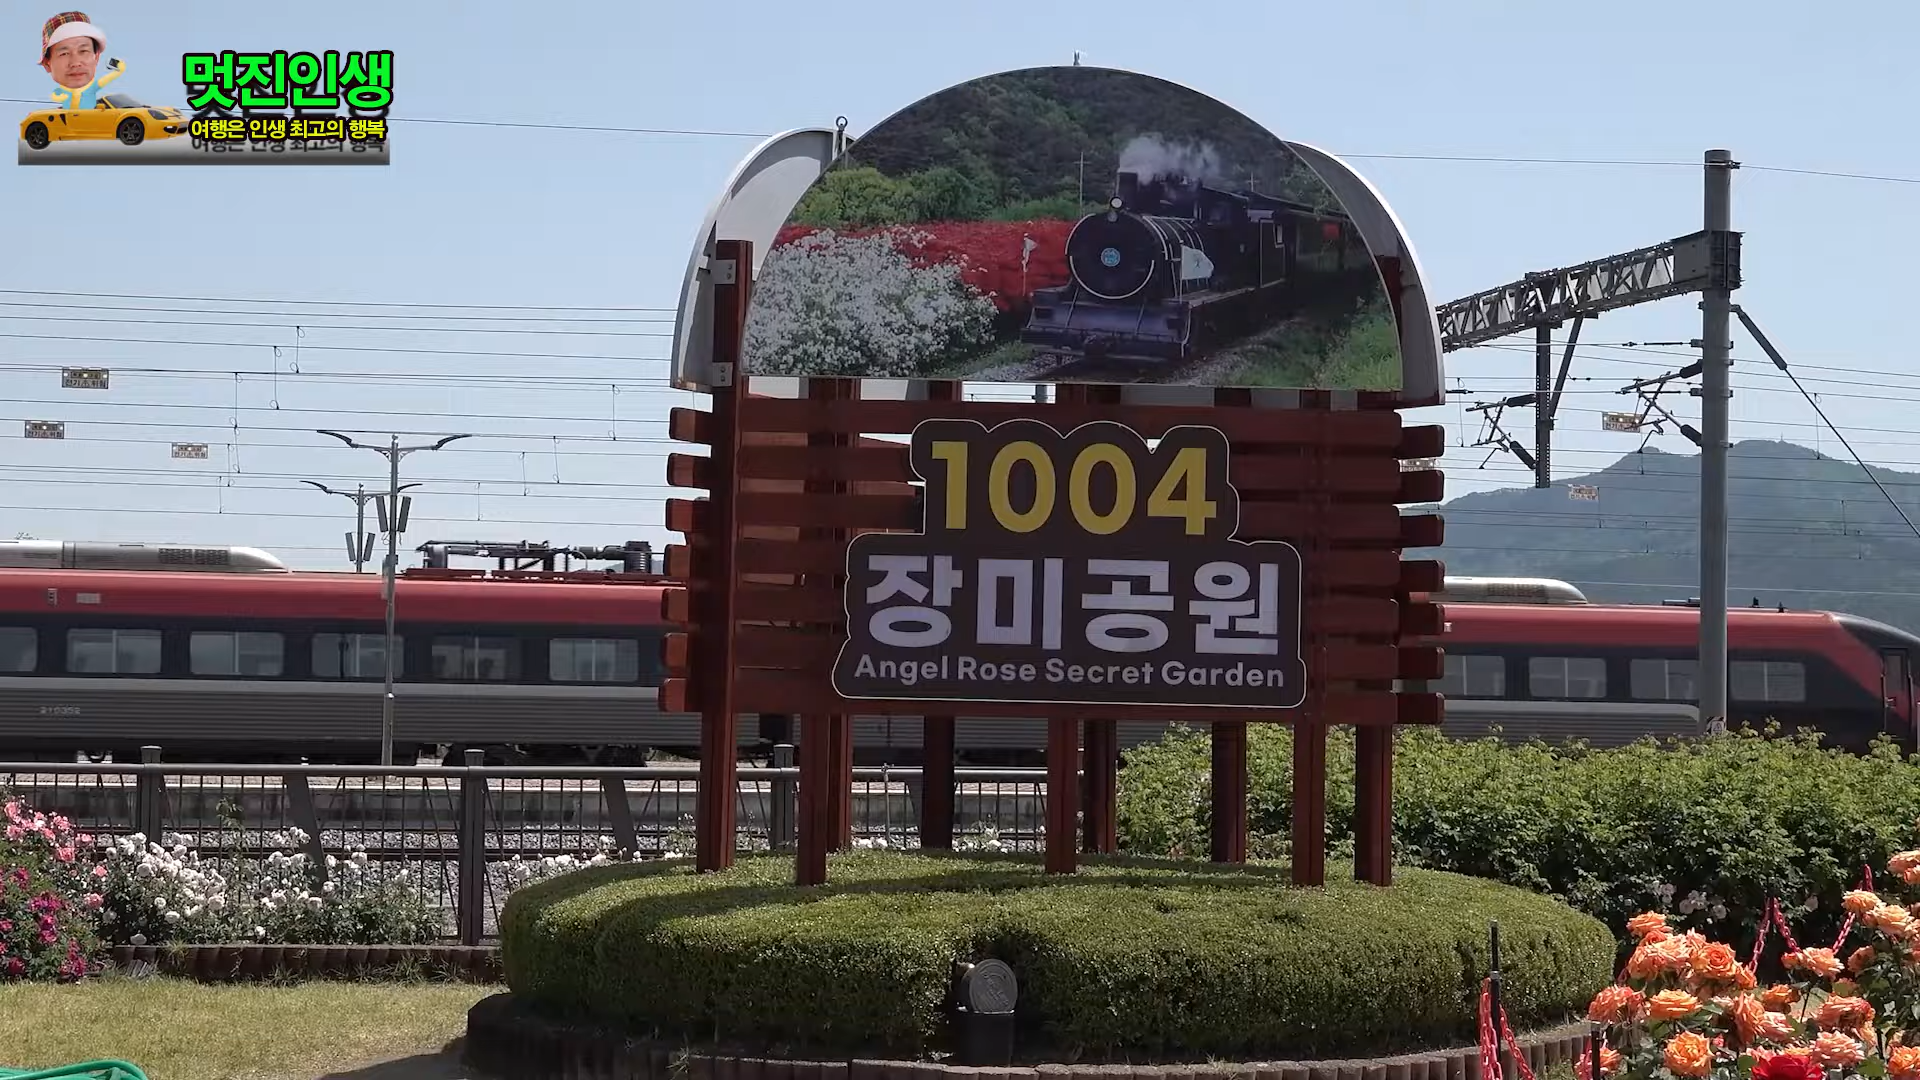 멋진인생
여행은 인생 최고의 행복
1004
장미공원
Angel Rose Secret Garden
210352